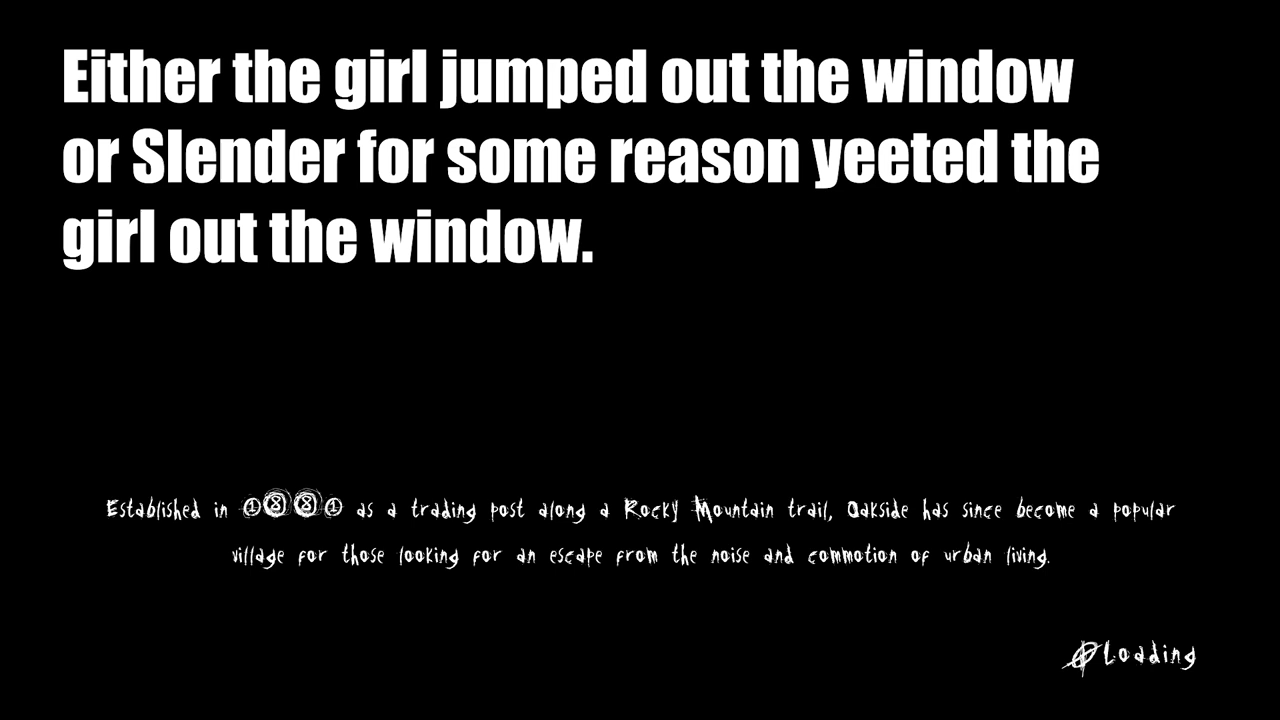 Either the girl jumped out the window
or Slender for some reason yeeted the
girl out the window.
Established in 1881 as a trading post along a Rocky Mountain trail, Oakside has since become a popular
village for those looking for an escape from the noise and commotion of urban living.
Loading